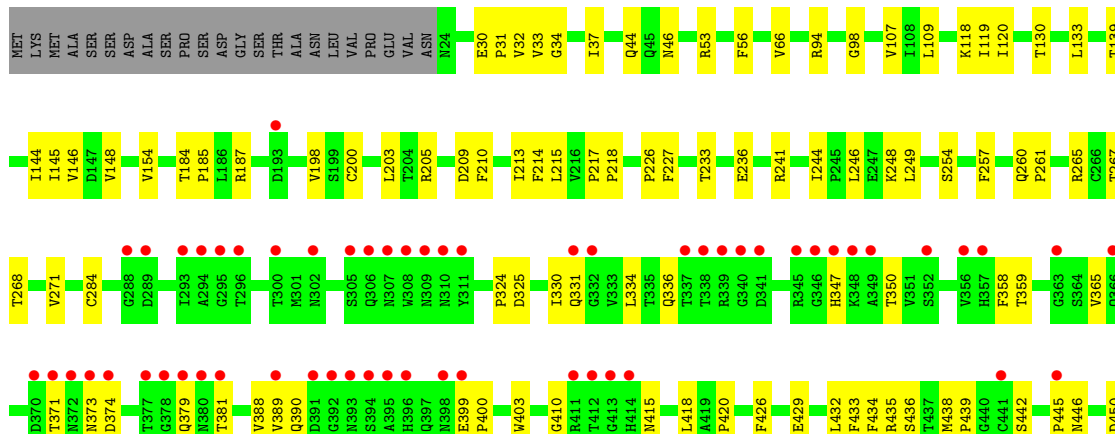 MET LYS MET ALA SER SER ASP ALA SER PRO SER ASP GLY SER THR ALA ASN LEU VAL PRO GLU VAL ASN N24 E30 P31 V32 V33 G34 I37 Q44 Q45 N46 R53 F56 V66 R94 G98 V107 I108 L109 K118 I119 I120 T130 L133 T139
I144 I145 V146 D147 V148 V154 T184 P185 L186 R187 D193 V198 S199 C200 L203 T204 R205 D209 F210 I213 F214 L215 V216 P217 P218 P226 F227 T233 E236 R241 I244 P245 L246 E247 K248 L249 S254 F257 Q260 P261 R265 C266 T267
T268 V271 C284 G288 D289 I293 A294 G295 T296 T300 M301 N302 S305 Q306 N307 W308 N309 N310 Y311 P324 D325 I330 Q331 G332 V333 L334 T335 Q336 T337 T338 R339 G340 D341 R345 G346 H347 K348 A349 T350 V351 S352 V356 H357 F358 T359 G363 S364 V365
D370 T371 N372 N373 D374 T377 G378 Q379 N380 T381 V388 V389 Q390 D391 G392 N393 S394 A395 H396 Q397 N398 E399 P400 W403 G410 R411 T412 G413 H414 N415 L418 A419 P420 F426 E429 L432 F433 F434 R435 S436 T437 M438 P439 G440 C441 S442 P445 N446